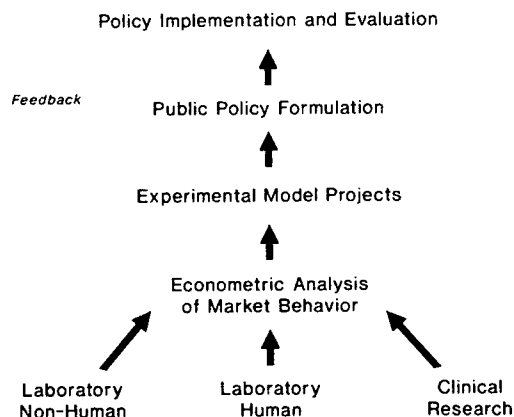 Policy Implementation and Evaluation
Feedback
Public Policy Formulation
Experimental Model Projects
Econometric Analysis
of Market Behavior
Laboratory
Non-Human
Laboratory
Human
Clinical
Research